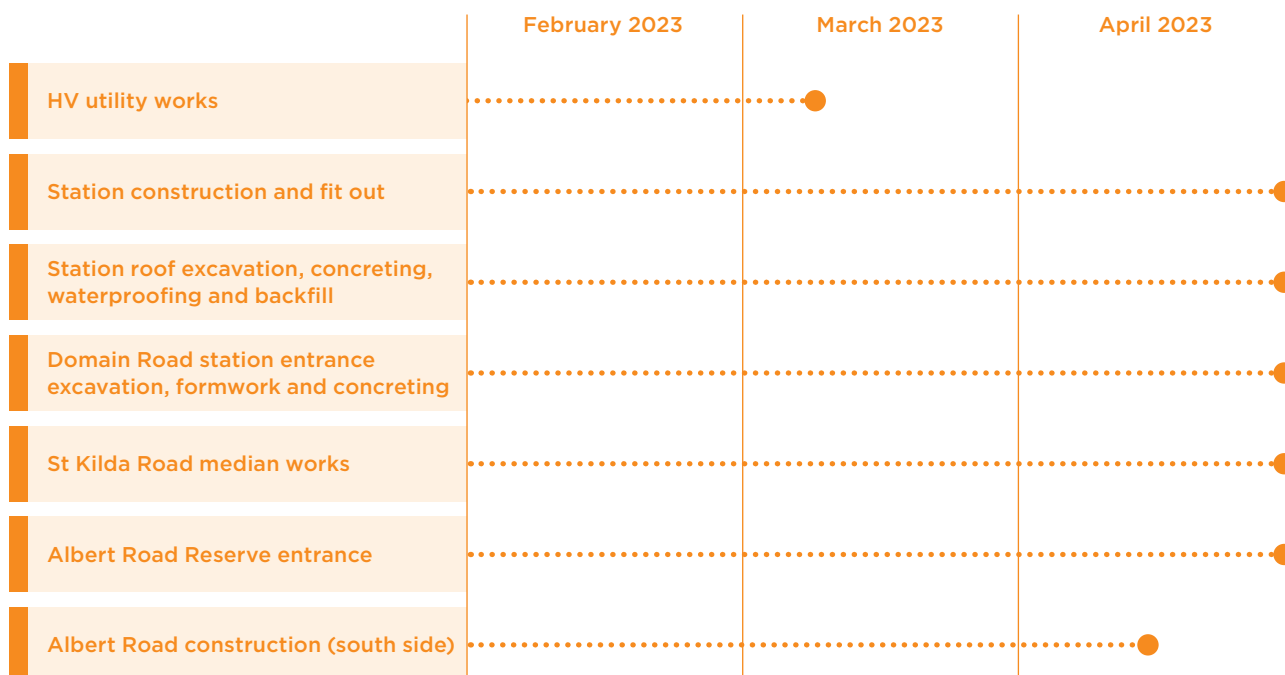 February 2023
March 2023
April 2023
HV utility works
Station construction and fit out
Station roof excavation, concreting,
waterproofing and backfill
Domain Road station entrance
excavation, formwork and concreting
St Kilda Road median works
Albert Road Reserve entrance
Albert Road construction (south side)